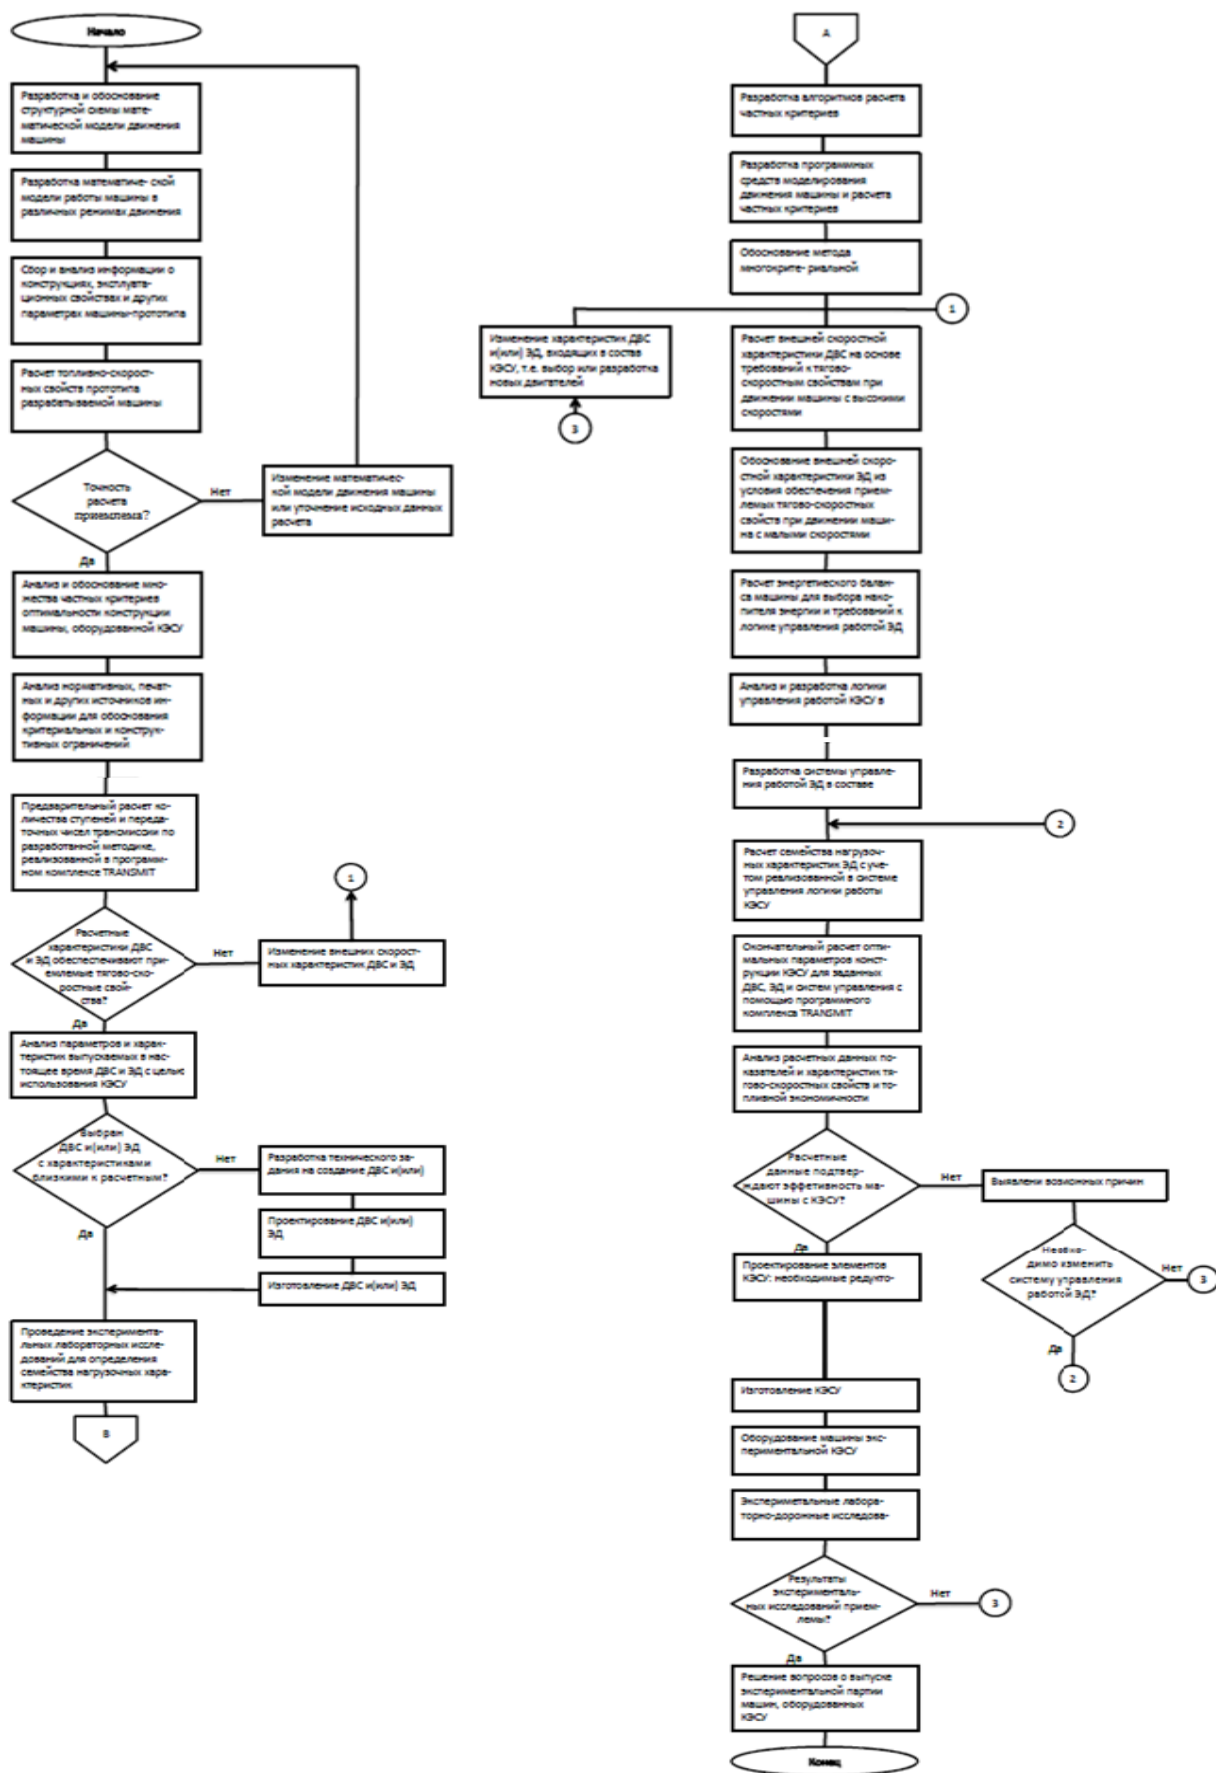 Начало
Разработка и обоснование
структурной схемы мате-
матической модели движения
машины
Разработка математиче- ской
модели работы машины в
различных режимах движения
Сбор и анализ информации о
конструкциях, эксплуата-
ционных свойствах и других
параметрах машины-прототипа
Расчет топливно-скорост-
ных свойств прототипа
разрабатываемой машины
Точность
расчета
приемлема?
Нет
Изменение математичес-
кой модели движения машины
или уточнение исходных данных
расчета
Да
Анализ и обоснование мно-
жества частных критериев
оптимальности конструкции
машины, оборудованной КЭСУ
Анализ нормативных, печат-
ных и других источников ин-
формации для обоснования
критериальных и конструк-
тивных ограничений
Предварительный расчет ко-
личества ступеней и переда-
точных чисел трансмиссии по
разработанной методике,
реализованной в программ-
ном комплексе TRANSMIT
1
Расчетные
характеристики ДВС
и ЭД обеспеспечивают при-
емлемые тягово-ско-
ростные свой-
ства?
Нет
Изменение внешних скорост-
ных характеристик ДВС и ЭД
Да
Анализ параметров и харак-
теристик выпускаемых в нас-
тоящее время ДВС и ЭД с целью
использования КЭСУ
Выбран
ДВС и(или) ЭД
с характеристиками
близкими к расчетным?
Нет
Разработка технического за-
дания на создание ДВС и(или)
Проектирование ДВС и(или)
ЭД
Изготовление ДВС и(или) ЭД
Да
Проведение эксперимента-
льных лабораторных иссле-
дований для определения
семейства нагрузочных хара-
ктеристик
В
А
Разработка алгоритмов расчета
частных критериев
Разработка программных
средств моделирования
движения машины и расчета
частных критериев
Обоснование метода
многокрите- риальной
1
Изменение характеристик ДВС
и(или) ЭД, входящих в состав
КЭСУ, т.е. выбор или разработка
новых двигателей
3
Расчет внешней скоростной
характеристики ДВС на основе
требований к тягово-
скоростным свойствам при
движении машины с высокими
скоростями
Обоснование внешней скоро-
стной характеристики ЭД из
условия обеспечения прием-
лемых тягово-скоростных
свойств при движении маши-
на с малыми скоростями
Расчет энергетиеского балан-
са машины для выбора нако-
пителя энергии и требований к
логике управления работой ЭД
Анализ и разработка логики
управления работой КЭСУ в
Разработка системы управле-
ния работой ЭД в составе
2
Расчет семейства нагрузоч-
ных характеристик ЭД с уче-
том реализованной в системе
управления логики работы
КЭСУ
Окончательный расчет опти-
мальных параметров конст-
рукции КЭСУ для заданных
ДВС, ЭД и систем управления с
помощью программного
комплекса TRANSMIT
Анализ расчетных данных по-
казателей и характеристик тя-
гово-скоростных свойств и то-
пливной экономичности
Расчетные
данные подтвер-
ждают эффетивность ма-
шины с КЭСУ?
Нет
Выявлени возможных причин
Необхо-
димо изменить
систему управления
работой ЭД?
Нет
3
Да
2
Да
Проектирование элементов
КЭСУ: необходимые редукто-
Изготовление КЭСУ
Оборудование машины экс-
периментальной КЭСУ
Экспериметальные лабора-
торно-дорожные исследова-
Результаты
эксперименталь-
ных исследований прием-
лемы?
Нет
3
Да
Решение вопросов о выпуске
экспериментальной партии
машин, оборудованных
КЭСУ
Конец